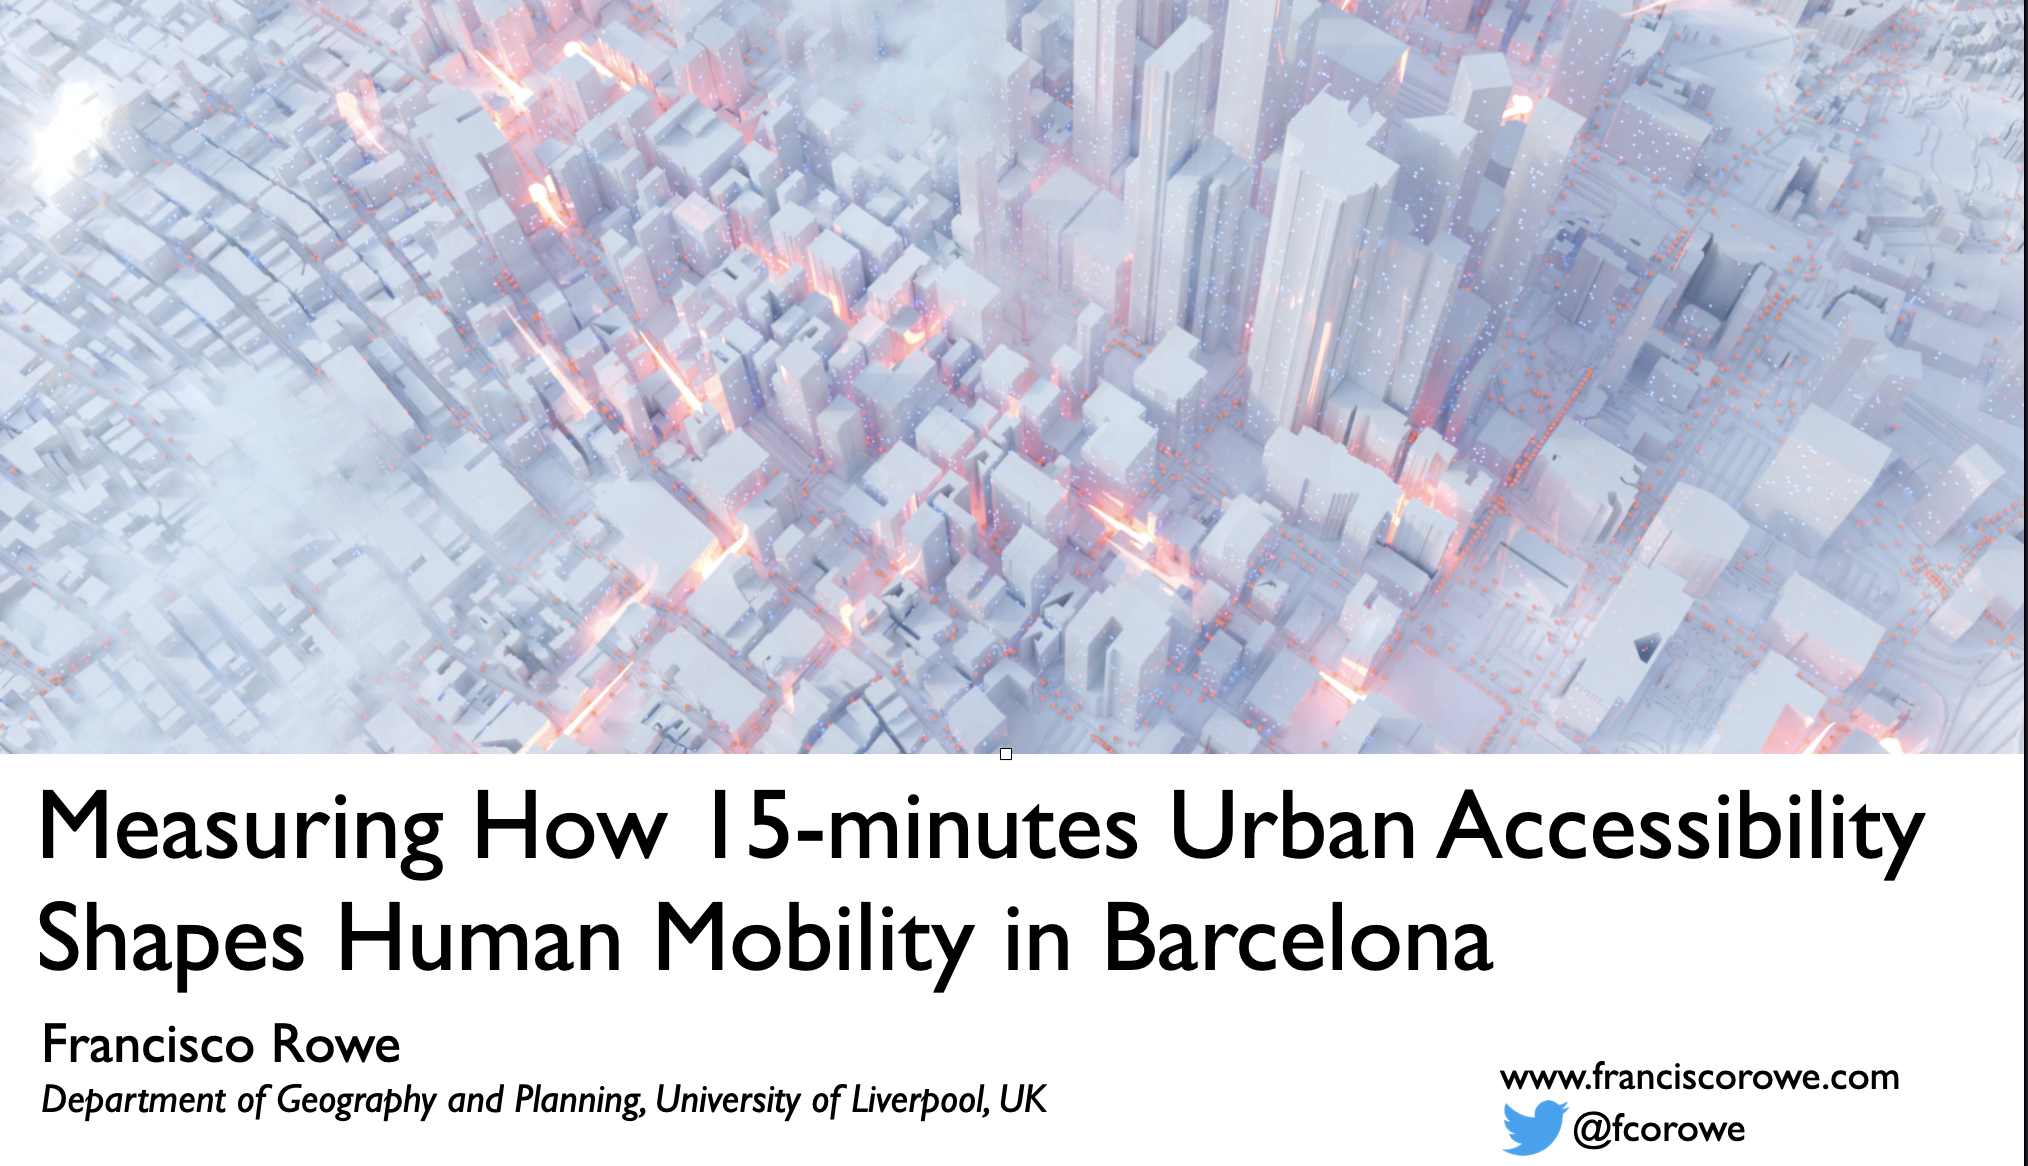 Measuring How 15-minutes Urban Accessibility
Shapes Human Mobility in Barcelona
Francisco Rowe
Department of Geography and Planning, University of Liverpool, UK
www.franciscorowe.com
@fcorowe